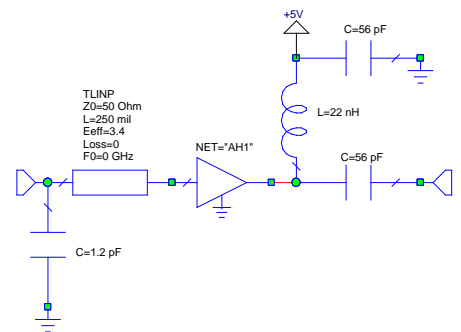 +5V
C=56 pF
TLINP
Z0=50 Ohm
L=250 mil
Eeff=3.4
Loss=0
F0=0 GHz
L=22 nH
NET="AH1"
C=56 pF
C=1.2 pF